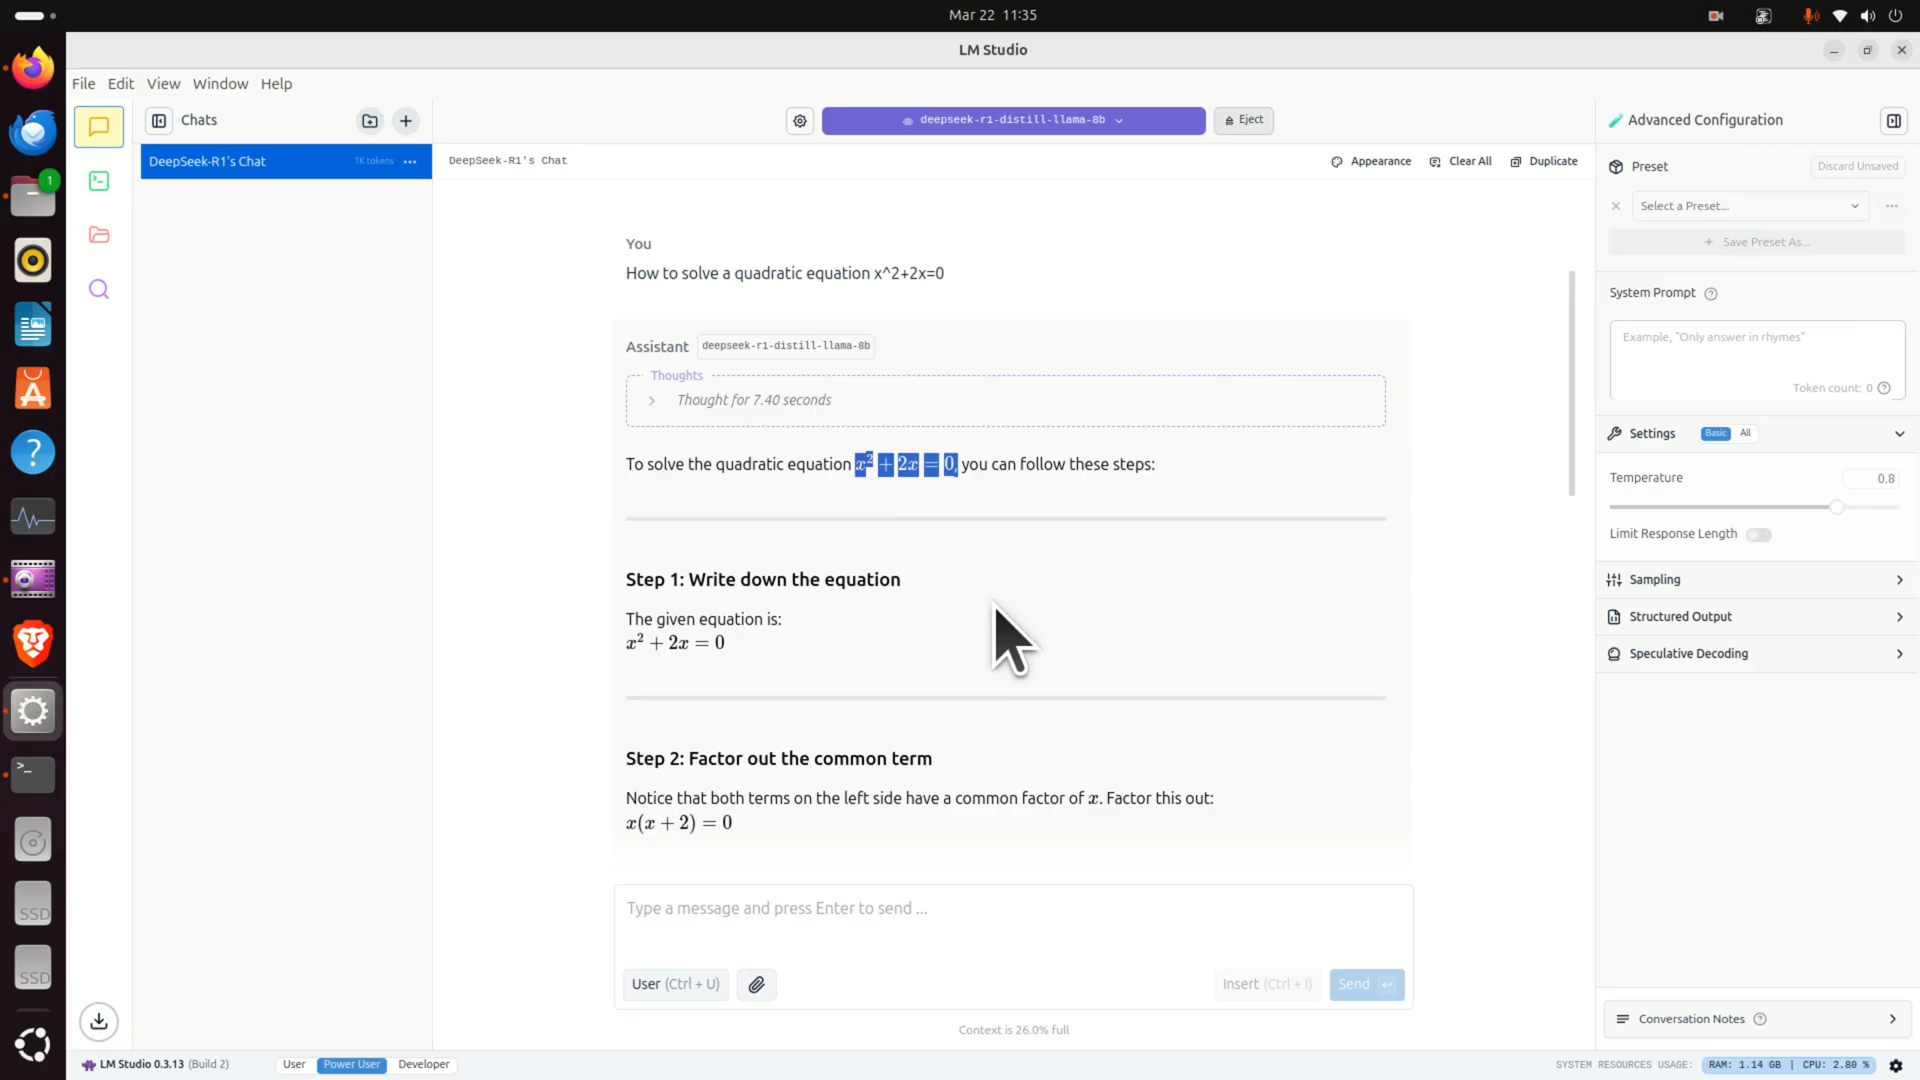 Mar 22 11:35
LM Studio
File Edit View Window Help
1
Chats
deepseek-r1-distill-llama-8b
Eject
Advanced Configuration
DeepSeek-R1's Chat 1K tokens
DeepSeek-R1's Chat
Appearance
Clear All
Duplicate
Preset
Discard Unsaved
Select a Preset...
+ Save Preset As...
You
How to solve a quadratic equation x^2+2x=0
System Prompt
Example, "Only answer in rhymes"
Token count: 0
Assistant deepseek-r1-distill-llama-8b
Thoughts
Thought for 7.40 seconds
Settings Basic All
To solve the quadratic equation x² + 2x = 0, you can follow these steps:
Temperature 0.8
Limit Response Length
Step 1: Write down the equation
Sampling
The given equation is:
Structured Output
x² + 2x = 0
Speculative Decoding
Step 2: Factor out the common term
Notice that both terms on the left side have a common factor of x. Factor this out:
x(x + 2) = 0
SSD
SSD
Type a message and press Enter to send ...
User (Ctrl + U)
Insert (Ctrl + I)
Send
Context is 26.0% full
Conversation Notes
LM Studio 0.3.13 (Build 2)
User Power User Developer
SYSTEM RESOURCES USAGE: RAM: 1.14 GB | CPU: 2.80 %